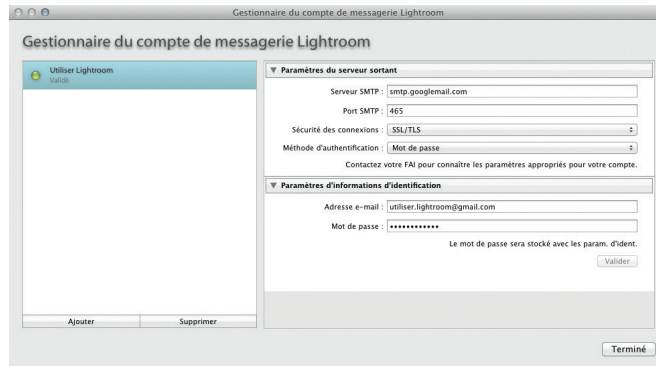 Gestionnaire du compte de messagerie Lightroom
Gestionnaire du compte de messagerie Lightroom
Utiliser Lightroom
Validé
Paramètres du serveur sortant
Serveur SMTP : smtp.googlemail.com
Port SMTP : 465
Sécurité des connexions : SSL/TLS
Méthode d'authentification : Mot de passe
Contactez votre FAI pour connaître les paramètres appropriés pour votre compte.
Paramètres d'informations d'identification
Adresse e-mail : utiliser.lightroom@gmail.com
Mot de passe : ••••••••••••
Le mot de passe sera stocké avec les param. d'ident.
Valider
Ajouter Supprimer
Terminé